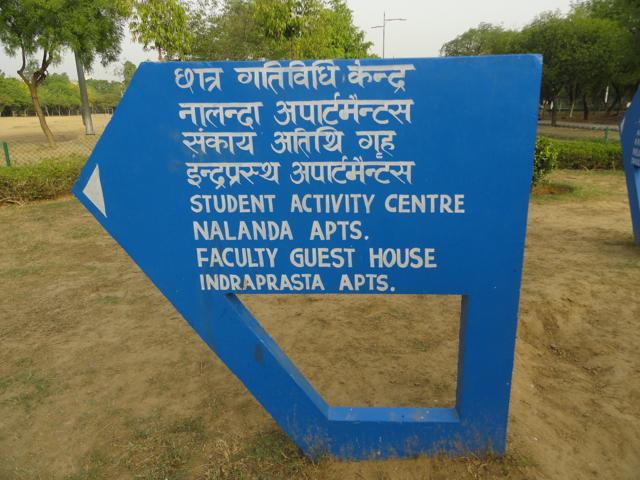 छात्र गतिविधि केन्द्र
नालन्दा अपार्टमैन्टस
संकाय अतिथि गृह
इन्द्रप्रस्थ अपार्टमैन्टस
STUDENT ACTIVITY CENTRE
NALANDA APTS.
FACULTY GUEST HOUSE
INDRAPRASTA APTS.